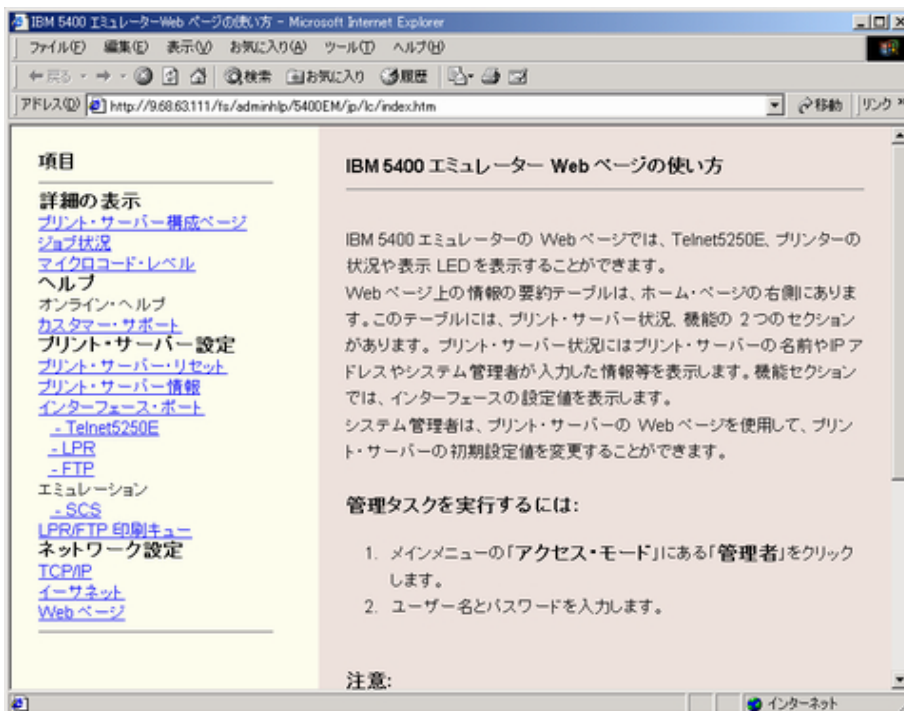 IBM 5400 エミュレーターWeb ページの使い方 - Microsoft Internet Explorer
ファイル(F) 編集(E) 表示(V) お気に入り(A) ツール(T) ヘルプ(H)
戻る 検索 お気に入り 履歴
アドレス(D) http://9.68.63.111/fs/adminhlp/5400EM/jp/lc/index.htm 移動 リンク »
項目
詳細の表示
プリント・サーバー構成ページ
ジョブ状況
マイクロコード・レベル
ヘルプ
オンライン・ヘルプ
カスタマー・サポート
プリント・サーバー設定
プリント・サーバー・リセット
プリント・サーバー情報
インターフェース・ポート
- Telnet5250E
- LPR
- FTP
エミュレーション
- SCS
LPR/FTP 印刷キュー
ネットワーク設定
TCP/IP
イーサネット
Web ページ
IBM 5400 エミュレーター Web ページの使い方
IBM 5400 エミュレーターの Web ページでは、Telnet5250E、プリンターの
状況や表示 LED を表示することができます。
Web ページ上の情報の要約テーブルは、ホーム・ページの右側にありま
す。このテーブルには、プリント・サーバー状況、機能の 2 つのセクション
があります。プリント・サーバー状況にはプリント・サーバーの名前やIP ア
ドレスやシステム管理者が入力した情報等を表示します。機能セクション
では、インターフェースの設定値を表示します。
システム管理者は、プリント・サーバーの Web ページを使用して、プリン
ト・サーバーの初期設定値を変更することができます。
管理タスクを実行するには:
1. メインメニューの「アクセス・モード」にある「管理者」をクリック
します。
2. ユーザー名とパスワードを入力します。
注意:
インターネット